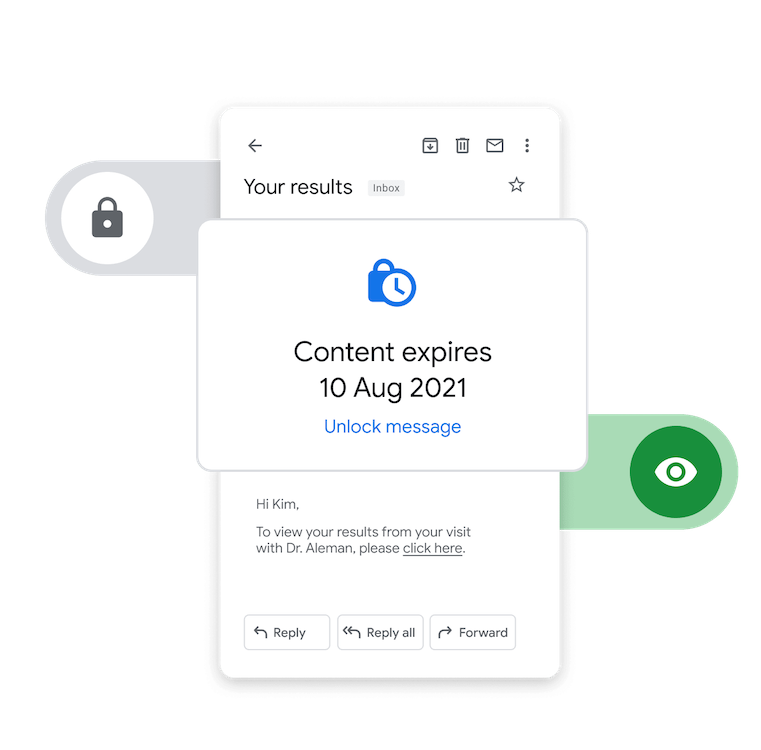 Your results Inbox
Content expires
10 Aug 2021
Unlock message
Hi Kim,
To view your results from your visit
with Dr. Aleman, please click here.
Reply Reply all Forward